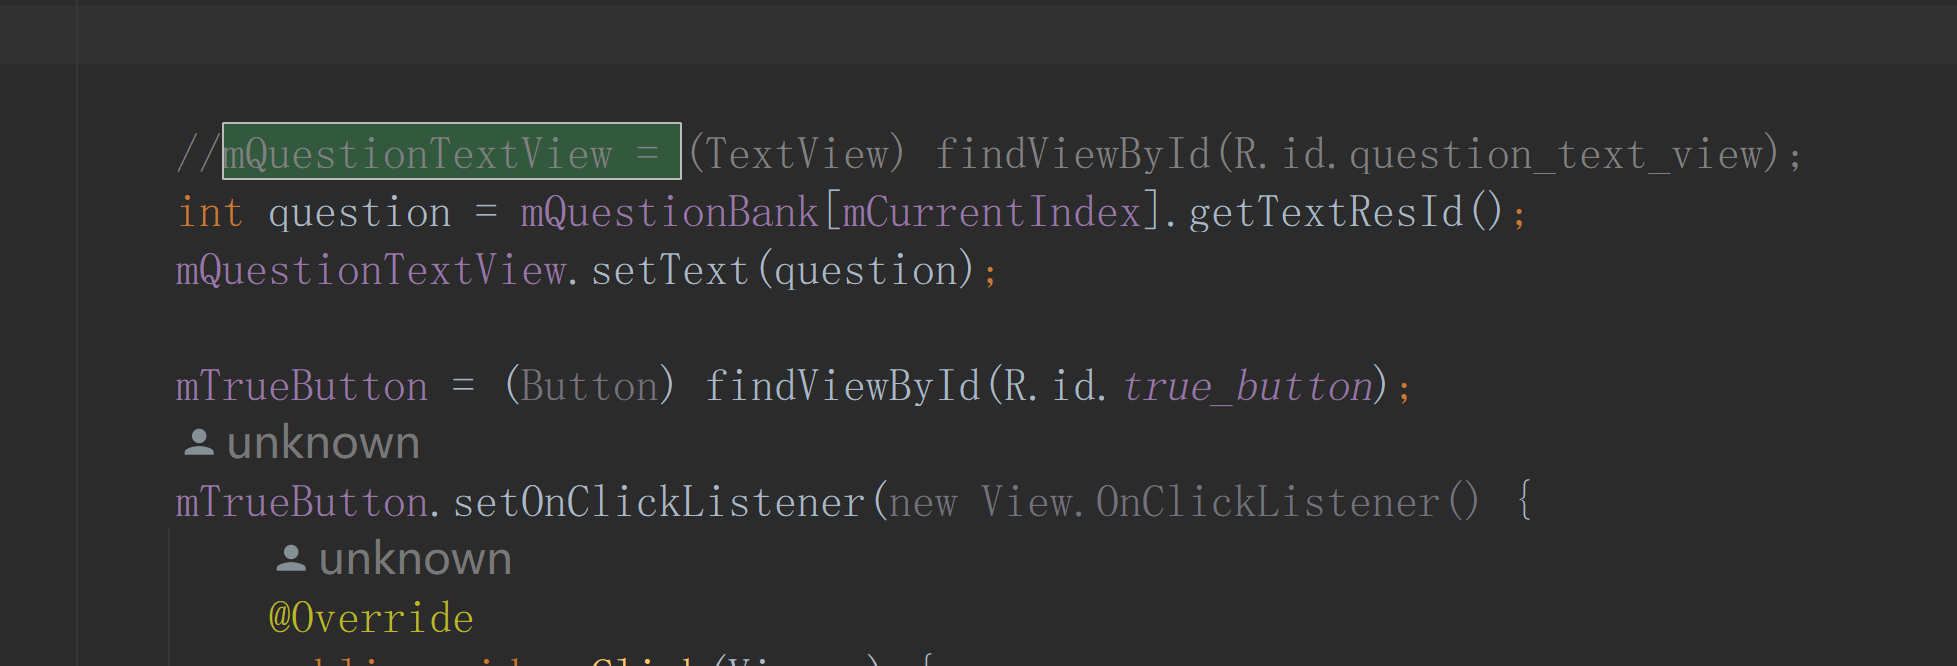 //mQuestionTextView = (TextView) findViewById(R.id.question_text_view);
int question = mQuestionBank[mCurrentIndex].getTextResId();
mQuestionTextView.setText(question);
mTrueButton = (Button) findViewById(R.id.true_button);
unknown
mTrueButton.setOnClickListener(new View.OnClickListener() {
unknown
@Override